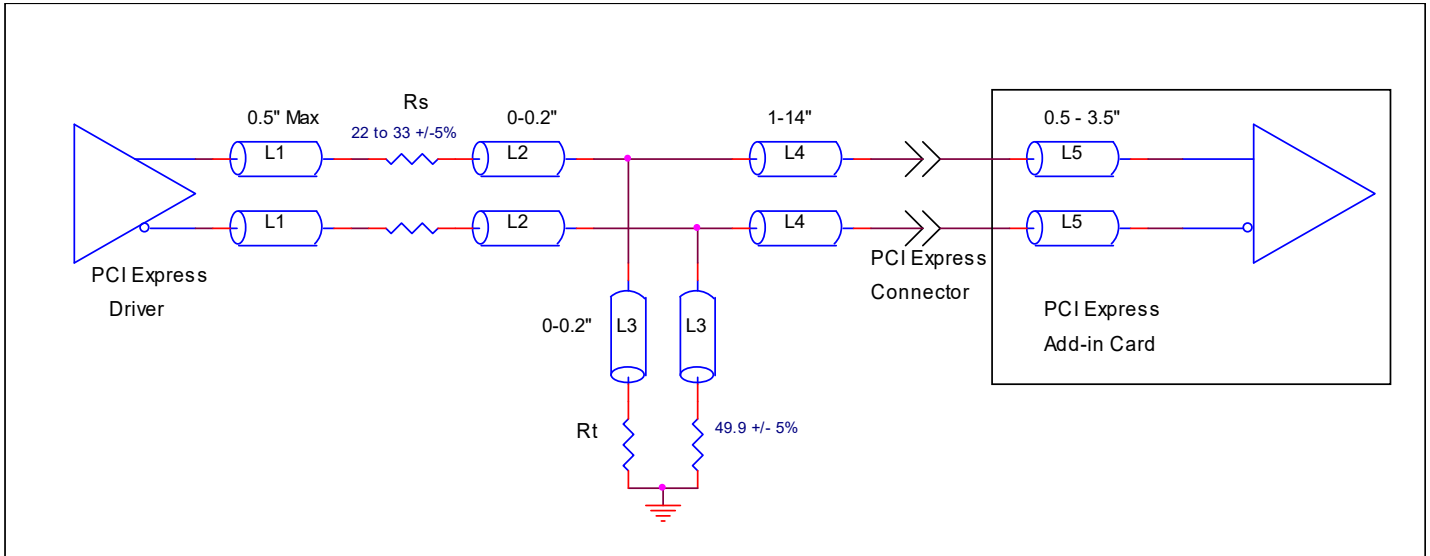 Rs
0.5" Max
22 to 33 +/-5%
0-0.2"
1-14"
0.5 - 3.5"
L1
L2
L4
L5
L1
L2
L4
L5
PCI Express
Driver
PCI Express
Connector
PCI Express
Add-in Card
0-0.2"
L3
L3
Rt
49.9 +/- 5%